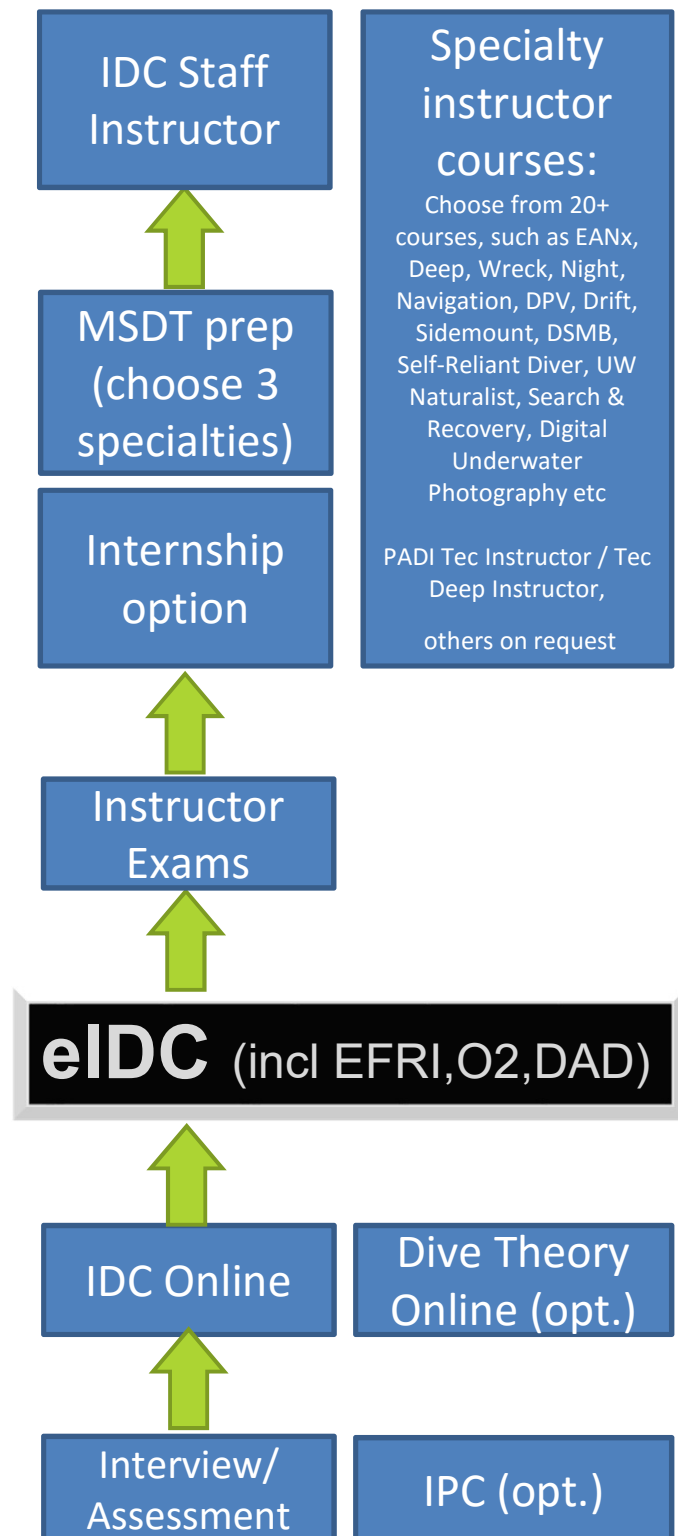 IDC Staff
Instructor
Specialty
instructor
courses:
Choose from 20+
courses, such as EANx,
Deep, Wreck, Night,
Navigation, DPV, Drift,
Sidemount, DSMB,
Self-Reliant Diver, UW
Naturalist, Search &
Recovery, Digital
Underwater
Photography etc
PADI Tec Instructor / Tec
Deep Instructor,
others on request
MSDT prep
(choose 3
specialties)
Internship
option
Instructor
Exams
eIDC (incl EFRI,O2,DAD)
IDC Online
Dive Theory
Online (opt.)
Interview/
Assessment
IPC (opt.)